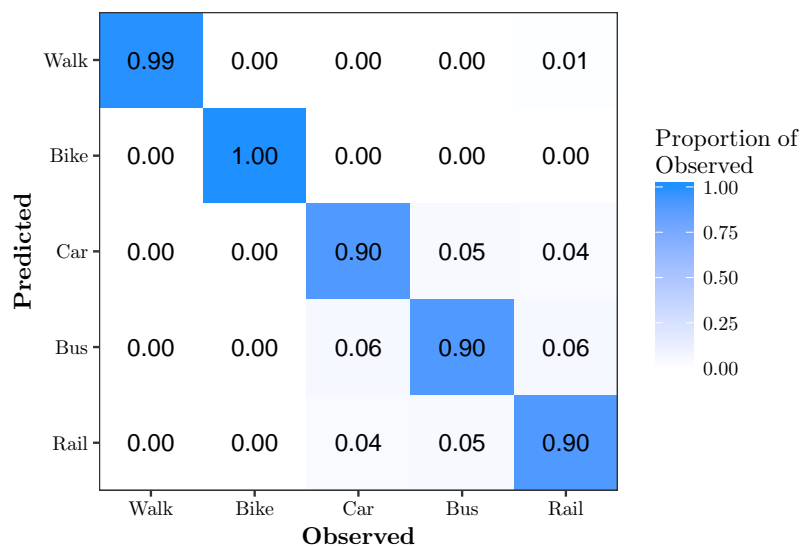 Predicted
Walk 0.99 0.00 0.00 0.00 0.01
Bike 0.00 1.00 0.00 0.00 0.00
Car 0.00 0.00 0.90 0.05 0.04
Bus 0.00 0.00 0.06 0.90 0.06
Rail 0.00 0.00 0.04 0.05 0.90
Walk Bike Car Bus Rail
Observed
Proportion of
Observed
1.00
0.75
0.50
0.25
0.00